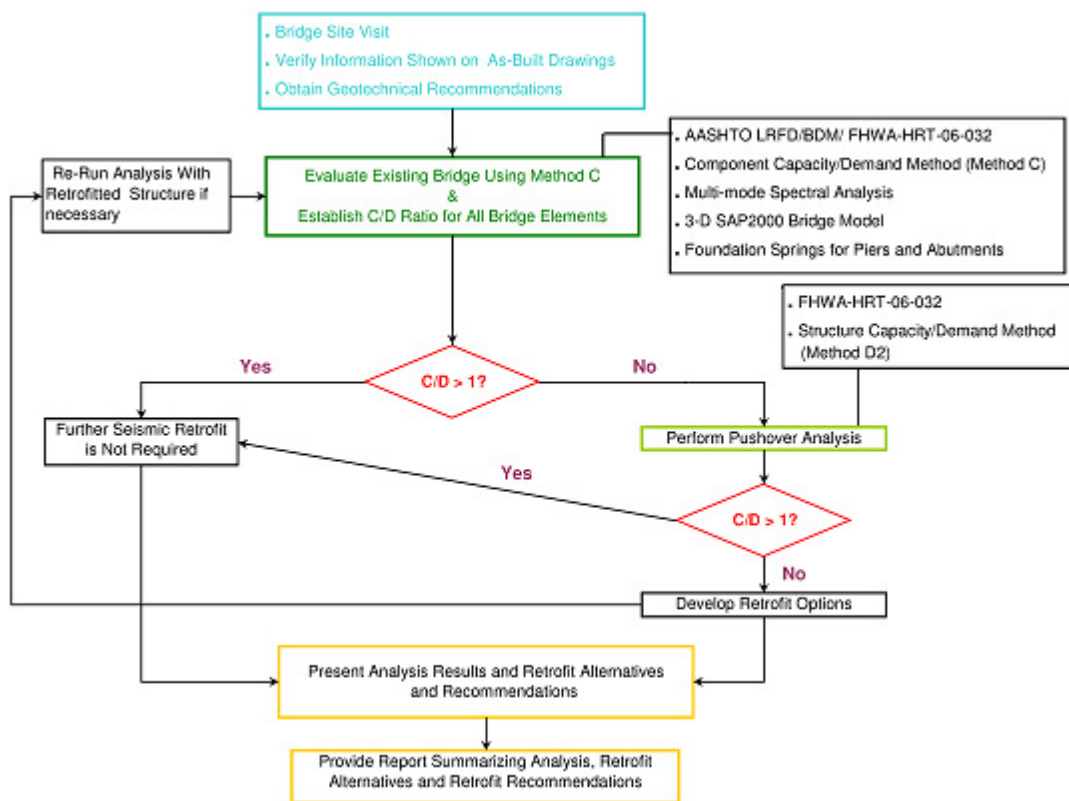 . Bridge Site Visit
. Verify Information Shown on As-Built Drawings
. Obtain Geotechnical Recommendations
. AASHTO LRFD/BDM/ FHWA-HRT-06-032
. Component Capacity/Demand Method (Method C)
. Multi-mode Spectral Analysis
. 3-D SAP2000 Bridge Model
. Foundation Springs for Piers and Abutments
Re-Run Analysis With
Retrofitted Structure if
necessary
Evaluate Existing Bridge Using Method C
&
Establish C/D Ratio for All Bridge Elements
. FHWA-HRT-06-032
. Structure Capacity/Demand Method
(Method D2)
Yes
C/D > 1?
No
Further Seismic Retrofit
is Not Required
Perform Pushover Analysis
Yes
C/D > 1?
No
Develop Retrofit Options
Present Analysis Results and Retrofit Alternatives
and Recommendations
Provide Report Summarizing Analysis, Retrofit
Alternatives and Retrofit Recommendations